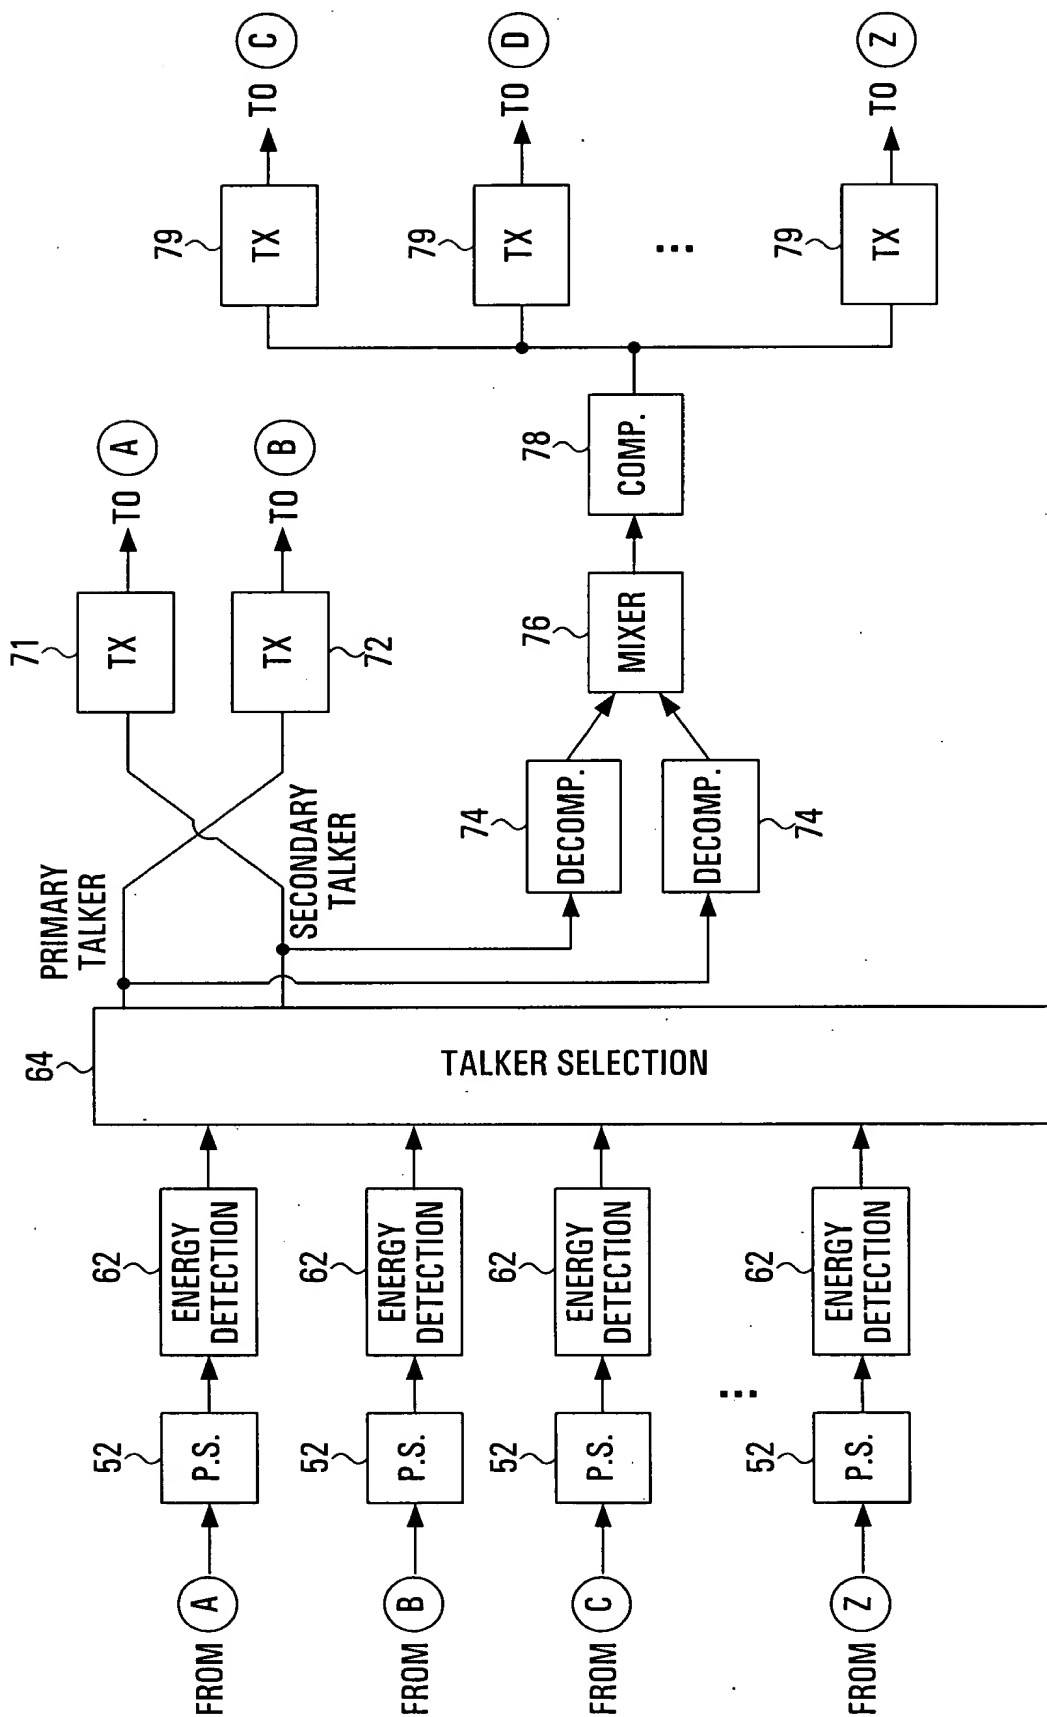 FROM A
52
P.S.
62
ENERGY
DETECTION
FROM B
52
P.S.
62
ENERGY
DETECTION
FROM C
52
P.S.
62
ENERGY
DETECTION
...
FROM Z
52
P.S.
62
ENERGY
DETECTION
64
TALKER SELECTION
PRIMARY
TALKER
SECONDARY
TALKER
71
TX
TO A
TX
72
TO B
74
DECOMP.
DECOMP.
74
76
MIXER
78
COMP.
79
TX
TO C
79
TX
TO D
...
79
TX
TO Z